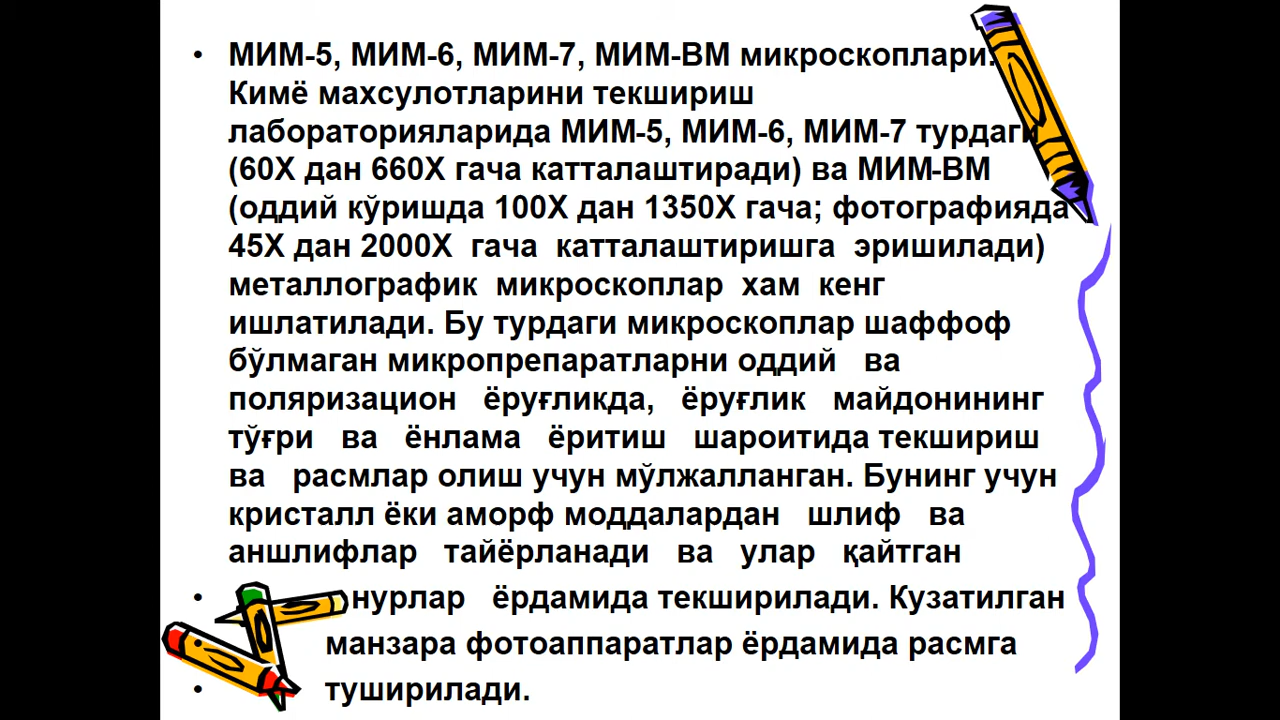 • МИМ-5, МИМ-6, МИМ-7, МИМ-ВМ микроскоплари.
Кимё махсулотларини текшириш
лабораторияларида МИМ-5, МИМ-6, МИМ-7 турдаги
(60Х дан 660Х гача катталаштиради) ва МИМ-ВМ
(оддий кўришда 100Х дан 1350Х гача; фотографияда
45Х дан 2000Х гача катталаштиришга эришилади)
металлографик микроскоплар хам кенг
ишлатилади. Бу турдаги микроскоплар шаффоф
бўлмаган микропрепаратларни оддий ва
поляризацион ёруғликда, ёруғлик майдонининг
тўғри ва ёнлама ёритиш шароитида текшириш
ва расмлар олиш учун мўлжалланган. Бунинг учун
кристалл ёки аморф моддалардан шлиф ва
аншлифлар тайёрланади ва улар қайтган
• нурлар ёрдамида текширилади. Кузатилган
• манзара фотоаппаратлар ёрдамида расмга
• туширилади.